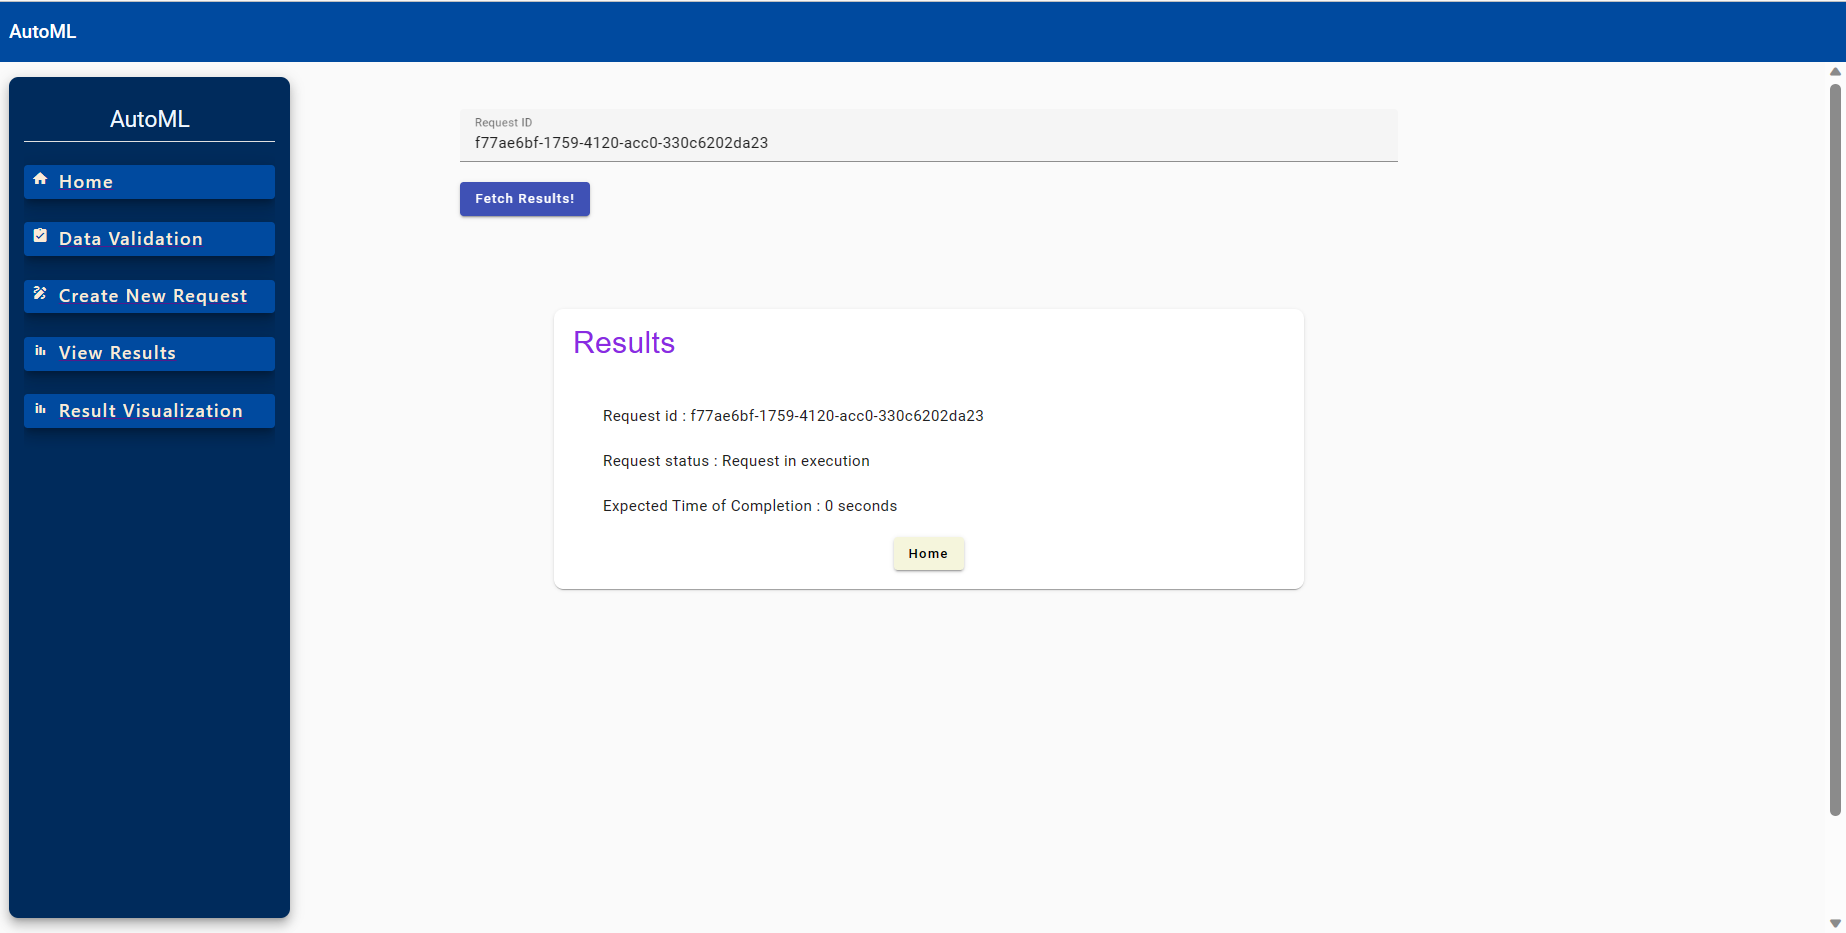 AutoML
AutoML
Home
Data Validation
Create New Request
View Results
Result Visualization
Request ID
f77ae6bf-1759-4120-acc0-330c6202da23
Fetch Results!
Results
Request id : f77ae6bf-1759-4120-acc0-330c6202da23
Request status : Request in execution
Expected Time of Completion : 0 seconds
Home